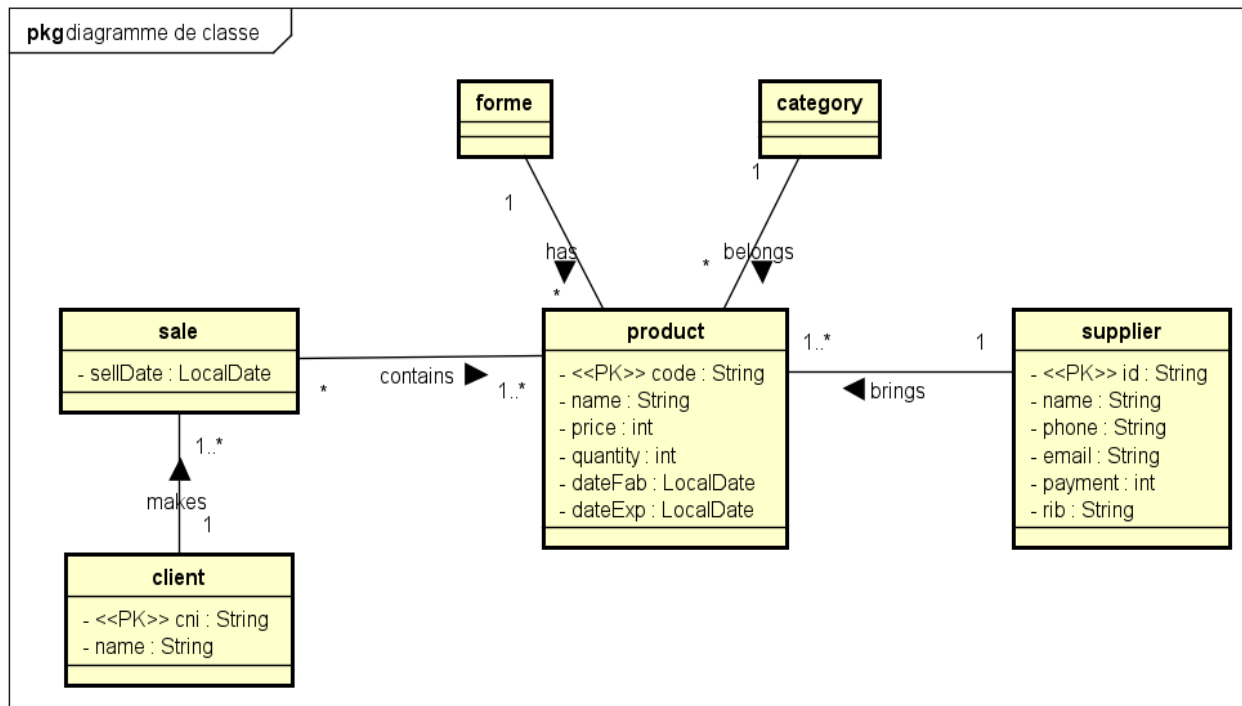 pkg diagramme de classe
forme
category
1
1
has
belongs
*
*
sale
- sellDate : LocalDate
contains
*
1..*
product
- <<PK>> code : String
- name : String
- price : int
- quantity : int
- dateFab : LocalDate
- dateExp : LocalDate
1..*
1
brings
supplier
- <<PK>> id : String
- name : String
- phone : String
- email : String
- payment : int
- rib : String
1..*
makes
1
client
- <<PK>> cni : String
- name : String